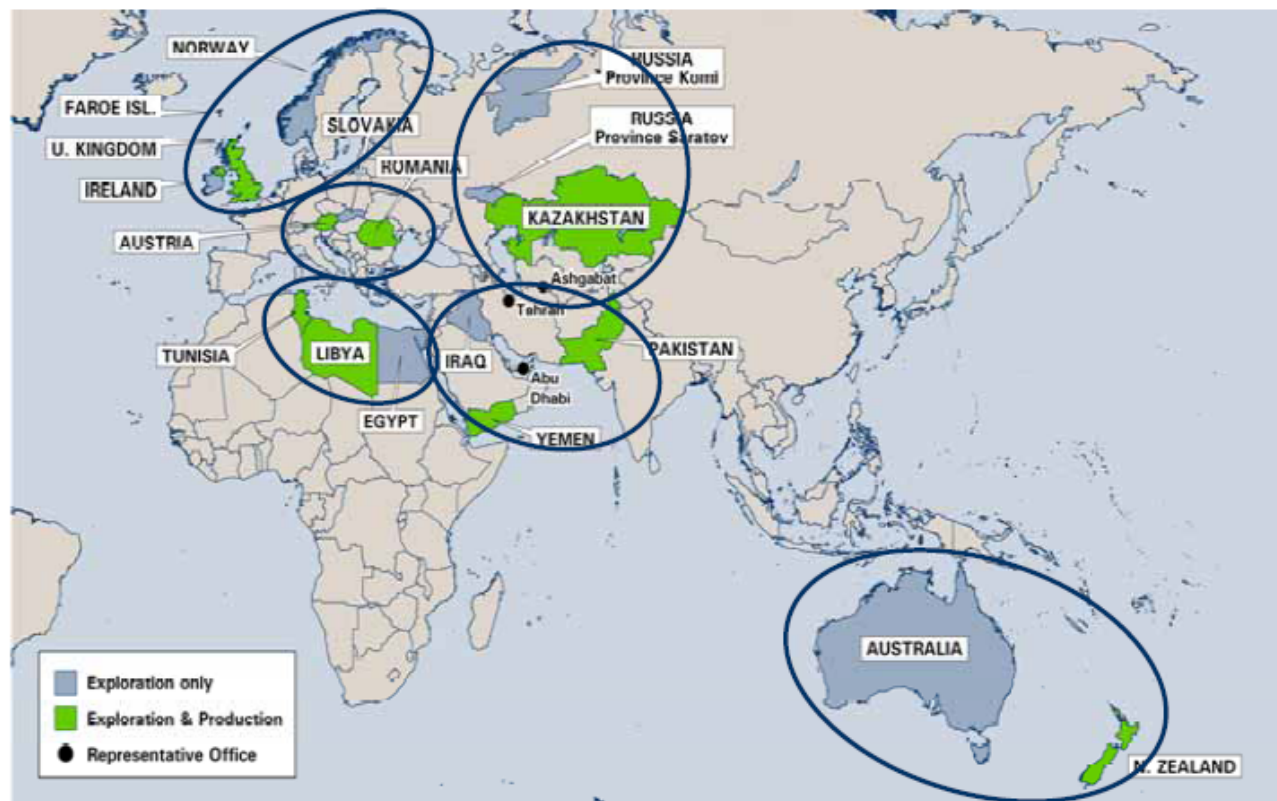 NORWAY
RUSSIA
Province Komi
FAROE ISL.
SLOVAKIA
RUSSIA
Province Saratov
U. KINGDOM
ROMANIA
IRELAND
KAZAKHSTAN
AUSTRIA
Ashgabat
Tehran
TUNISIA
LIBYA
IRAQ
PAKISTAN
Abu
Dhabi
EGYPT
YEMEN
AUSTRALIA
Exploration only
Exploration & Production
Representative Office
N. ZEALAND